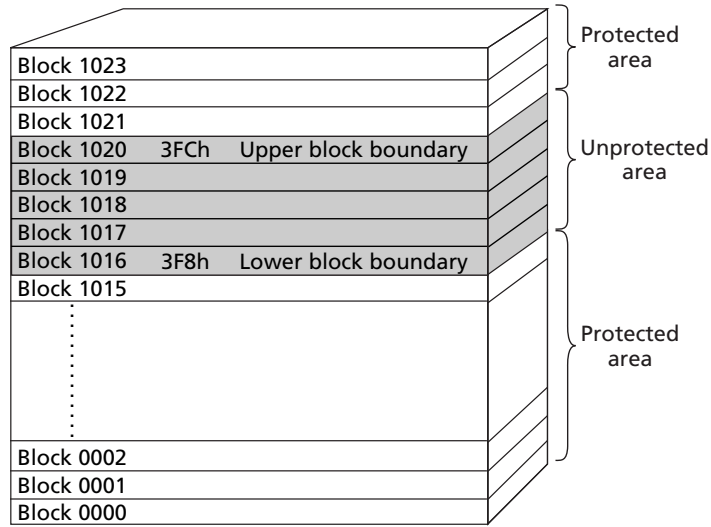 Block 1023
Block 1022
Block 1021
Block 1020 3FCh Upper block boundary
Block 1019
Block 1018
Block 1017
Block 1016 3F8h Lower block boundary
Block 1015
Block 0002
Block 0001
Block 0000
Protected
area
Unprotected
area
Protected
area